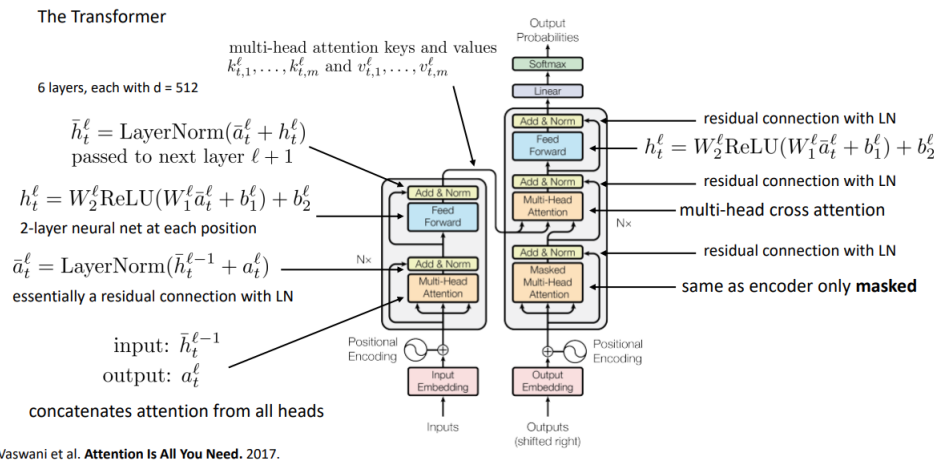 The Transformer
6 layers, each with d = 512
multi-head attention keys and values
k^ℓ_{t,1}, …, k^ℓ_{t,m} and v^ℓ_{t,1}, …, v^ℓ_{t,m}
h̄^ℓ_t = LayerNorm(ā^ℓ_t + h^ℓ_t)
passed to next layer ℓ + 1
h^ℓ_t = W^ℓ_2 ReLU(W^ℓ_1 ā^ℓ_t + b^ℓ_1) + b^ℓ_2
2-layer neural net at each position
ā^ℓ_t = LayerNorm(h̄^{ℓ-1}_t + a^ℓ_t)
essentially a residual connection with LN
input: h̄^{ℓ-1}_t
output: a^ℓ_t
concatenates attention from all heads
Add & Norm
Feed
Forward
N×
Add & Norm
Multi-Head
Attention
Positional
Encoding
Input
Embedding
Inputs
Output
Probabilities
Softmax
Linear
Add & Norm
Feed
Forward
Add & Norm
Multi-Head
Attention
N×
Add & Norm
Masked
Multi-Head
Attention
Positional
Encoding
Output
Embedding
Outputs
(shifted right)
residual connection with LN
h^ℓ_t = W^ℓ_2 ReLU(W^ℓ_1 ā^ℓ_t + b^ℓ_1) + b^ℓ_2
residual connection with LN
multi-head cross attention
residual connection with LN
same as encoder only masked
Vaswani et al. Attention Is All You Need. 2017.